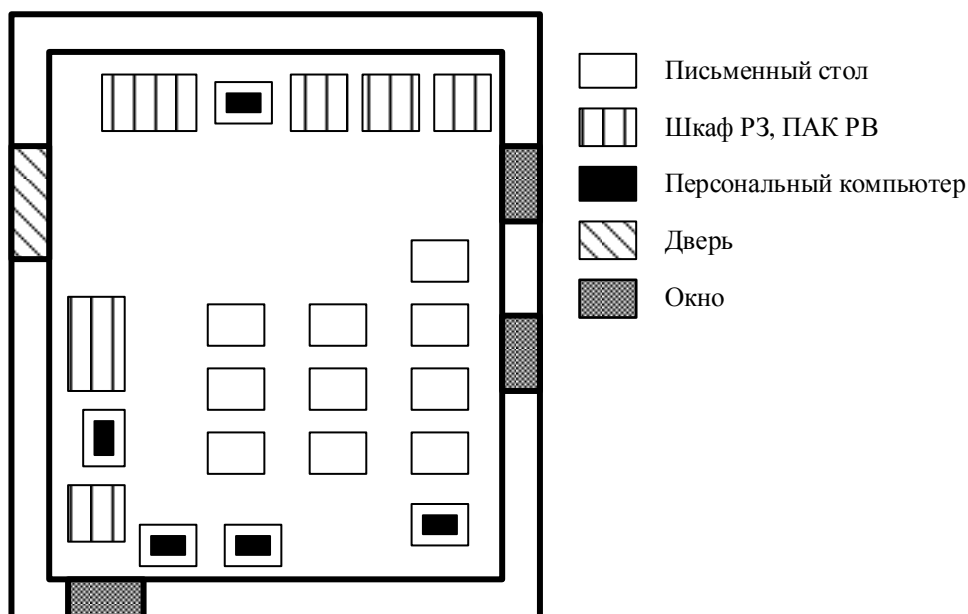 Письменный стол
Шкаф РЗ, ПАК РВ
Персональный компьютер
Дверь
Окно